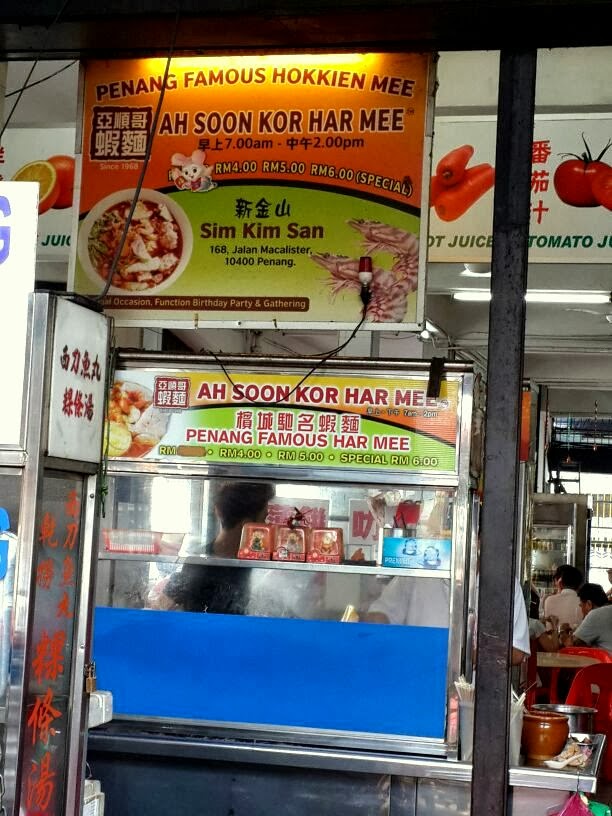 PENANG FAMOUS HOKKIEN MEE
亞順哥
蝦麵
Since 1968
AH SOON KOR HAR MEE
早上7.00am - 中午2.00pm
RM4.00 RM5.00 RM6.00 (SPECIAL)
新金山
Sim Kim San
168, Jalan Macalister,
10400 Penang.
Occasion, Function Birthday Party & Gathering
JUIC
番茄汁
OT JUICE
TOMATO JU
G
西刀魚丸
粿條湯
亞順哥
蝦麵
AH SOON KOR HAR MEE
檳城馳名蝦麵
PENANG FAMOUS HAR MEE
RM
• RM4.00 • RM 5.00 • SPECIAL RM 6.00
西刀魚丸
粿條湯
G